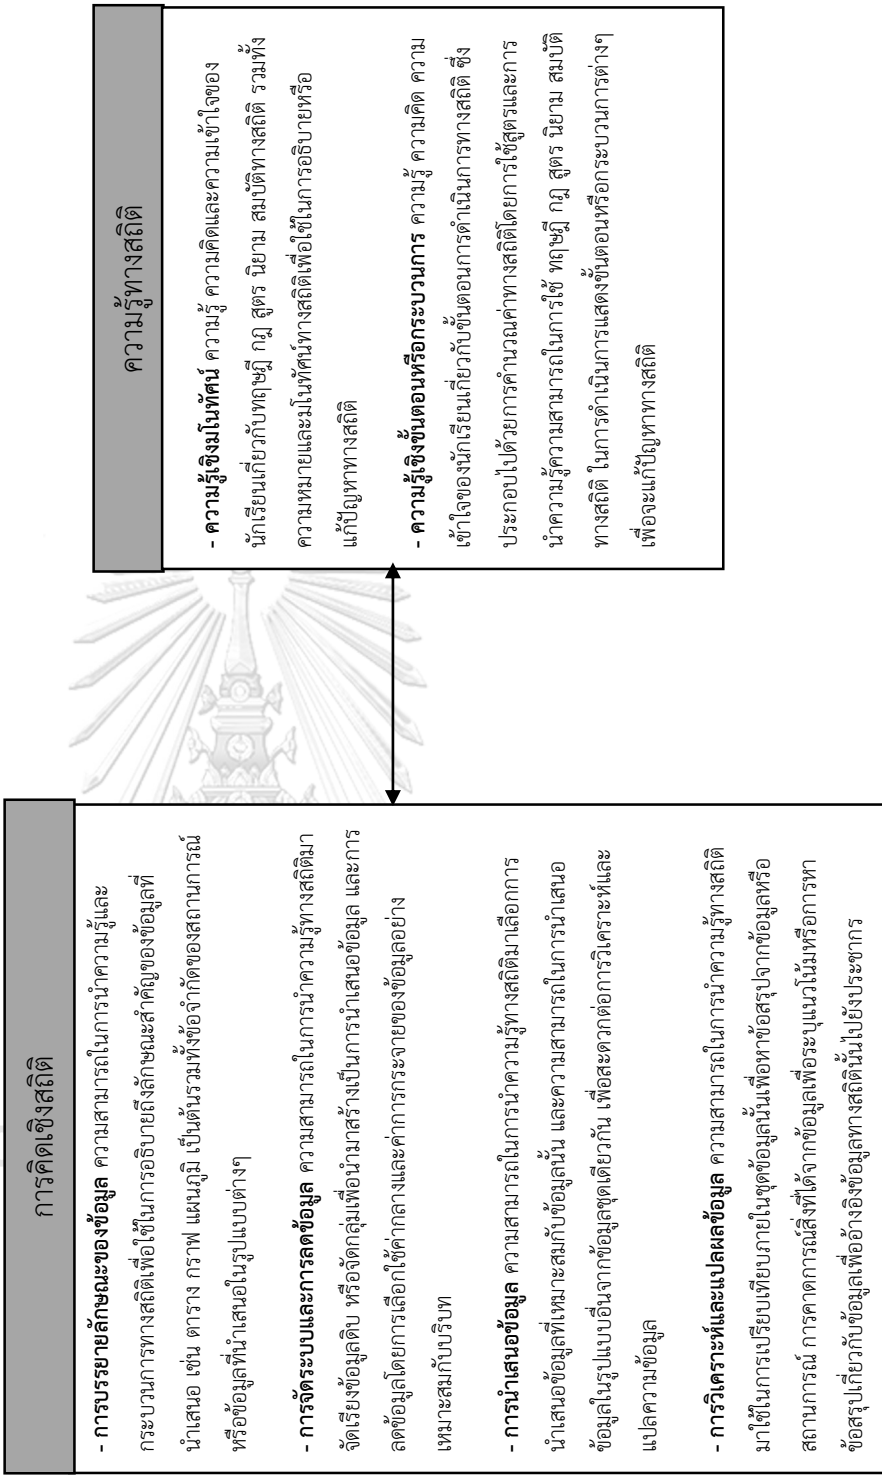 การคิดเชิงสถิติ
- การบรรยายลักษณะของข้อมูล ความสามารถในการนำความรู้และ
กระบวนการทางสถิติเพื่อใช้ในการอธิบายถึงลักษณะสำคัญของข้อมูลที่
นำเสนอ เช่น ตาราง กราฟ แผนภูมิ เป็นต้นรวมทั้งข้อจำกัดของสถานการณ์
หรือข้อมูลที่นำเสนอในรูปแบบต่างๆ
- การจัดระบบและการลดข้อมูล ความสามารถในการนำความรู้ทางสถิติมา
จัดเรียงข้อมูลดิบ หรือจัดกลุ่มเพื่อนำมาสร้างเป็นการนำเสนอข้อมูล และการ
ลดข้อมูลโดยการเลือกใช้ค่ากลางและค่าการกระจายของข้อมูลอย่าง
เหมาะสมกับบริบท
- การนำเสนอข้อมูล ความสามารถในการนำความรู้ทางสถิติมาเลือกการ
นำเสนอข้อมูลที่เหมาะสมกับข้อมูลนั้น และความสามารถในการนำเสนอ
ข้อมูลในรูปแบบอื่นจากข้อมูลชุดเดียวกัน เพื่อสะดวกต่อการวิเคราะห์และ
แปลความข้อมูล
- การวิเคราะห์และแปลผลข้อมูล ความสามารถในการนำความรู้ทางสถิติ
มาใช้ในการเปรียบเทียบภายในชุดข้อมูลนั้นเพื่อหาข้อสรุปจากข้อมูลหรือ
สถานการณ์ การคาดการณ์สิ่งที่ได้จากข้อมูลเพื่อระบุแนวโน้มหรือการหา
ข้อสรุปเกี่ยวกับข้อมูลเพื่ออ้างอิงข้อมูลทางสถิตินั้นไปยังประชากร
ความรู้ทางสถิติ
- ความรู้เชิงมโนทัศน์ ความรู้ ความคิดและความเข้าใจของ
นักเรียนเกี่ยวกับทฤษฎี กฎ สูตร นิยาม สมบัติทางสถิติ รวมทั้ง
ความหมายและมโนทัศน์ทางสถิติเพื่อใช้ในการอธิบายหรือ
แก้ปัญหาทางสถิติ
- ความรู้เชิงขั้นตอนหรือกระบวนการ ความรู้ ความคิด ความ
เข้าใจของนักเรียนเกี่ยวกับขั้นตอนการดำเนินการทางสถิติ ซึ่ง
ประกอบไปด้วยการคำนวณค่าทางสถิติโดยการใช้สูตรและการ
นำความรู้ความสามารถในการใช้ ทฤษฎี กฎ สูตร นิยาม สมบัติ
ทางสถิติ ในการดำเนินการแสดงขั้นตอนหรือกระบวนการต่างๆ
เพื่อจะแก้ปัญหาทางสถิติ